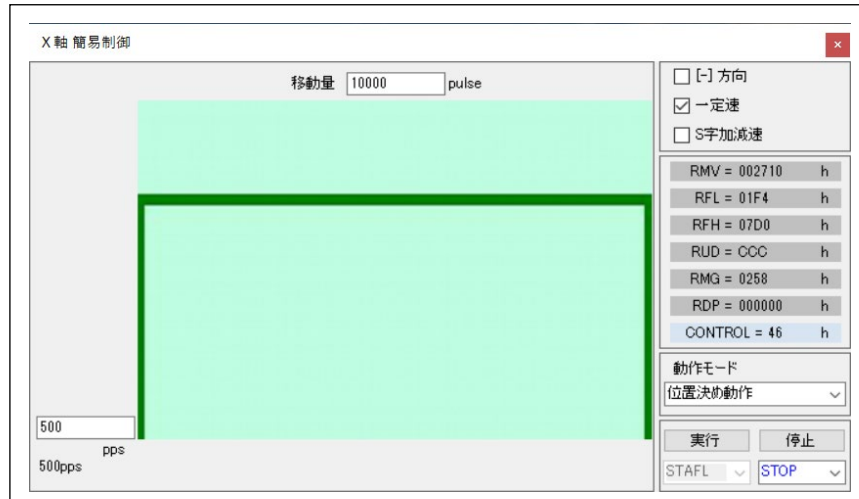 X軸 簡易制御
移動量 10000 pulse
500
pps
500pps
[-] 方向
一定速
S字加減速
RMV = 002710 h
RFL = 01F4 h
RFH = 07D0 h
RUD = CCC h
RMG = 0258 h
RDP = 000000 h
CONTROL = 46 h
動作モード
位置決め動作
実行 停止
STAFL STOP